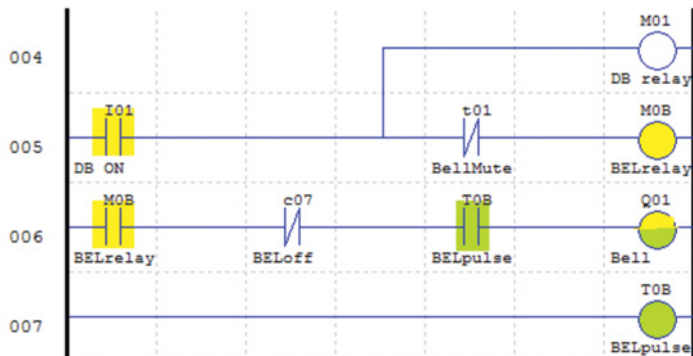 M01
004
DB relay
I01 t01 M0B
005
DB ON BellMute BELrelay
M0B c07 T0B Q01
006
BELrelay BELoff BELpulse Bell
T0B
007
BELpulse